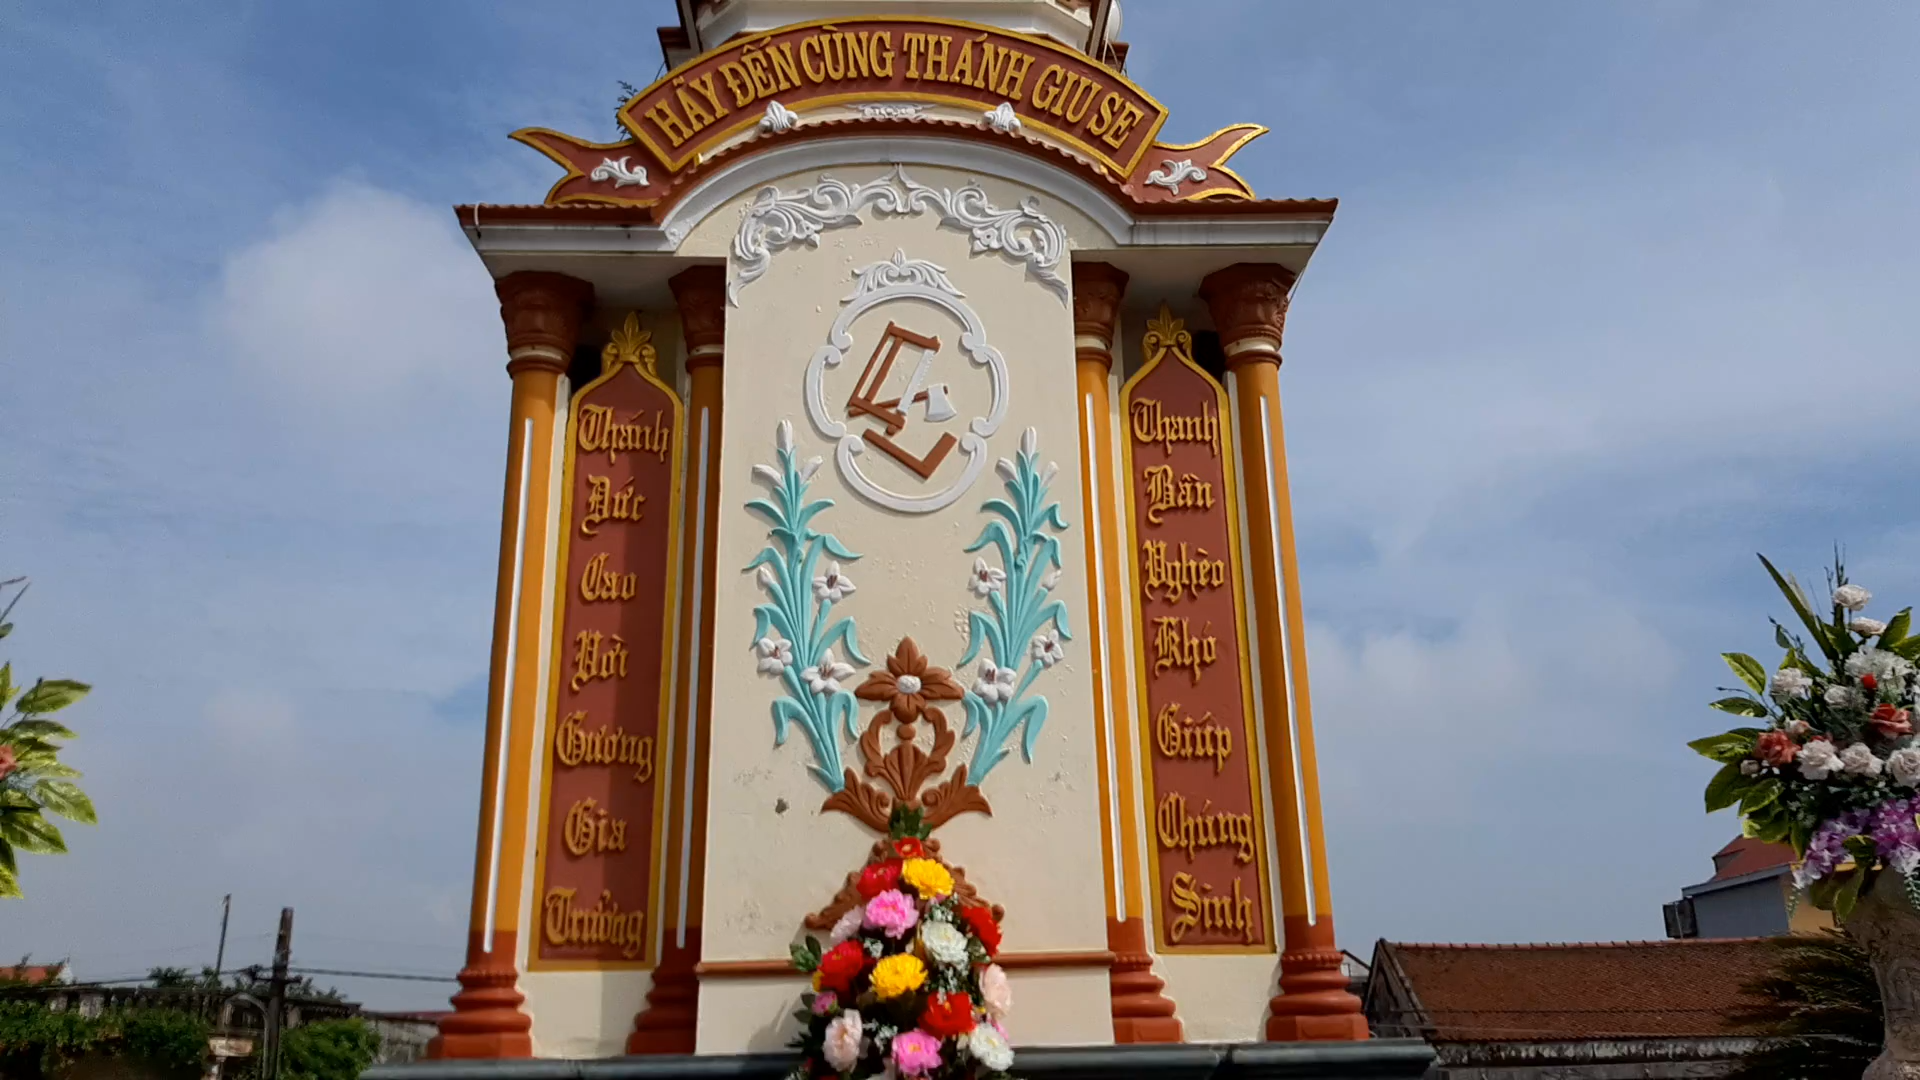 HÃY ĐẾN CÙNG THÁNH GIU SE
Thánh
Đức
Cao
Vời
Gương
Gia
Trưởng
Thanh
Bần
Nghèo
Khó
Giúp
Chúng
Sinh